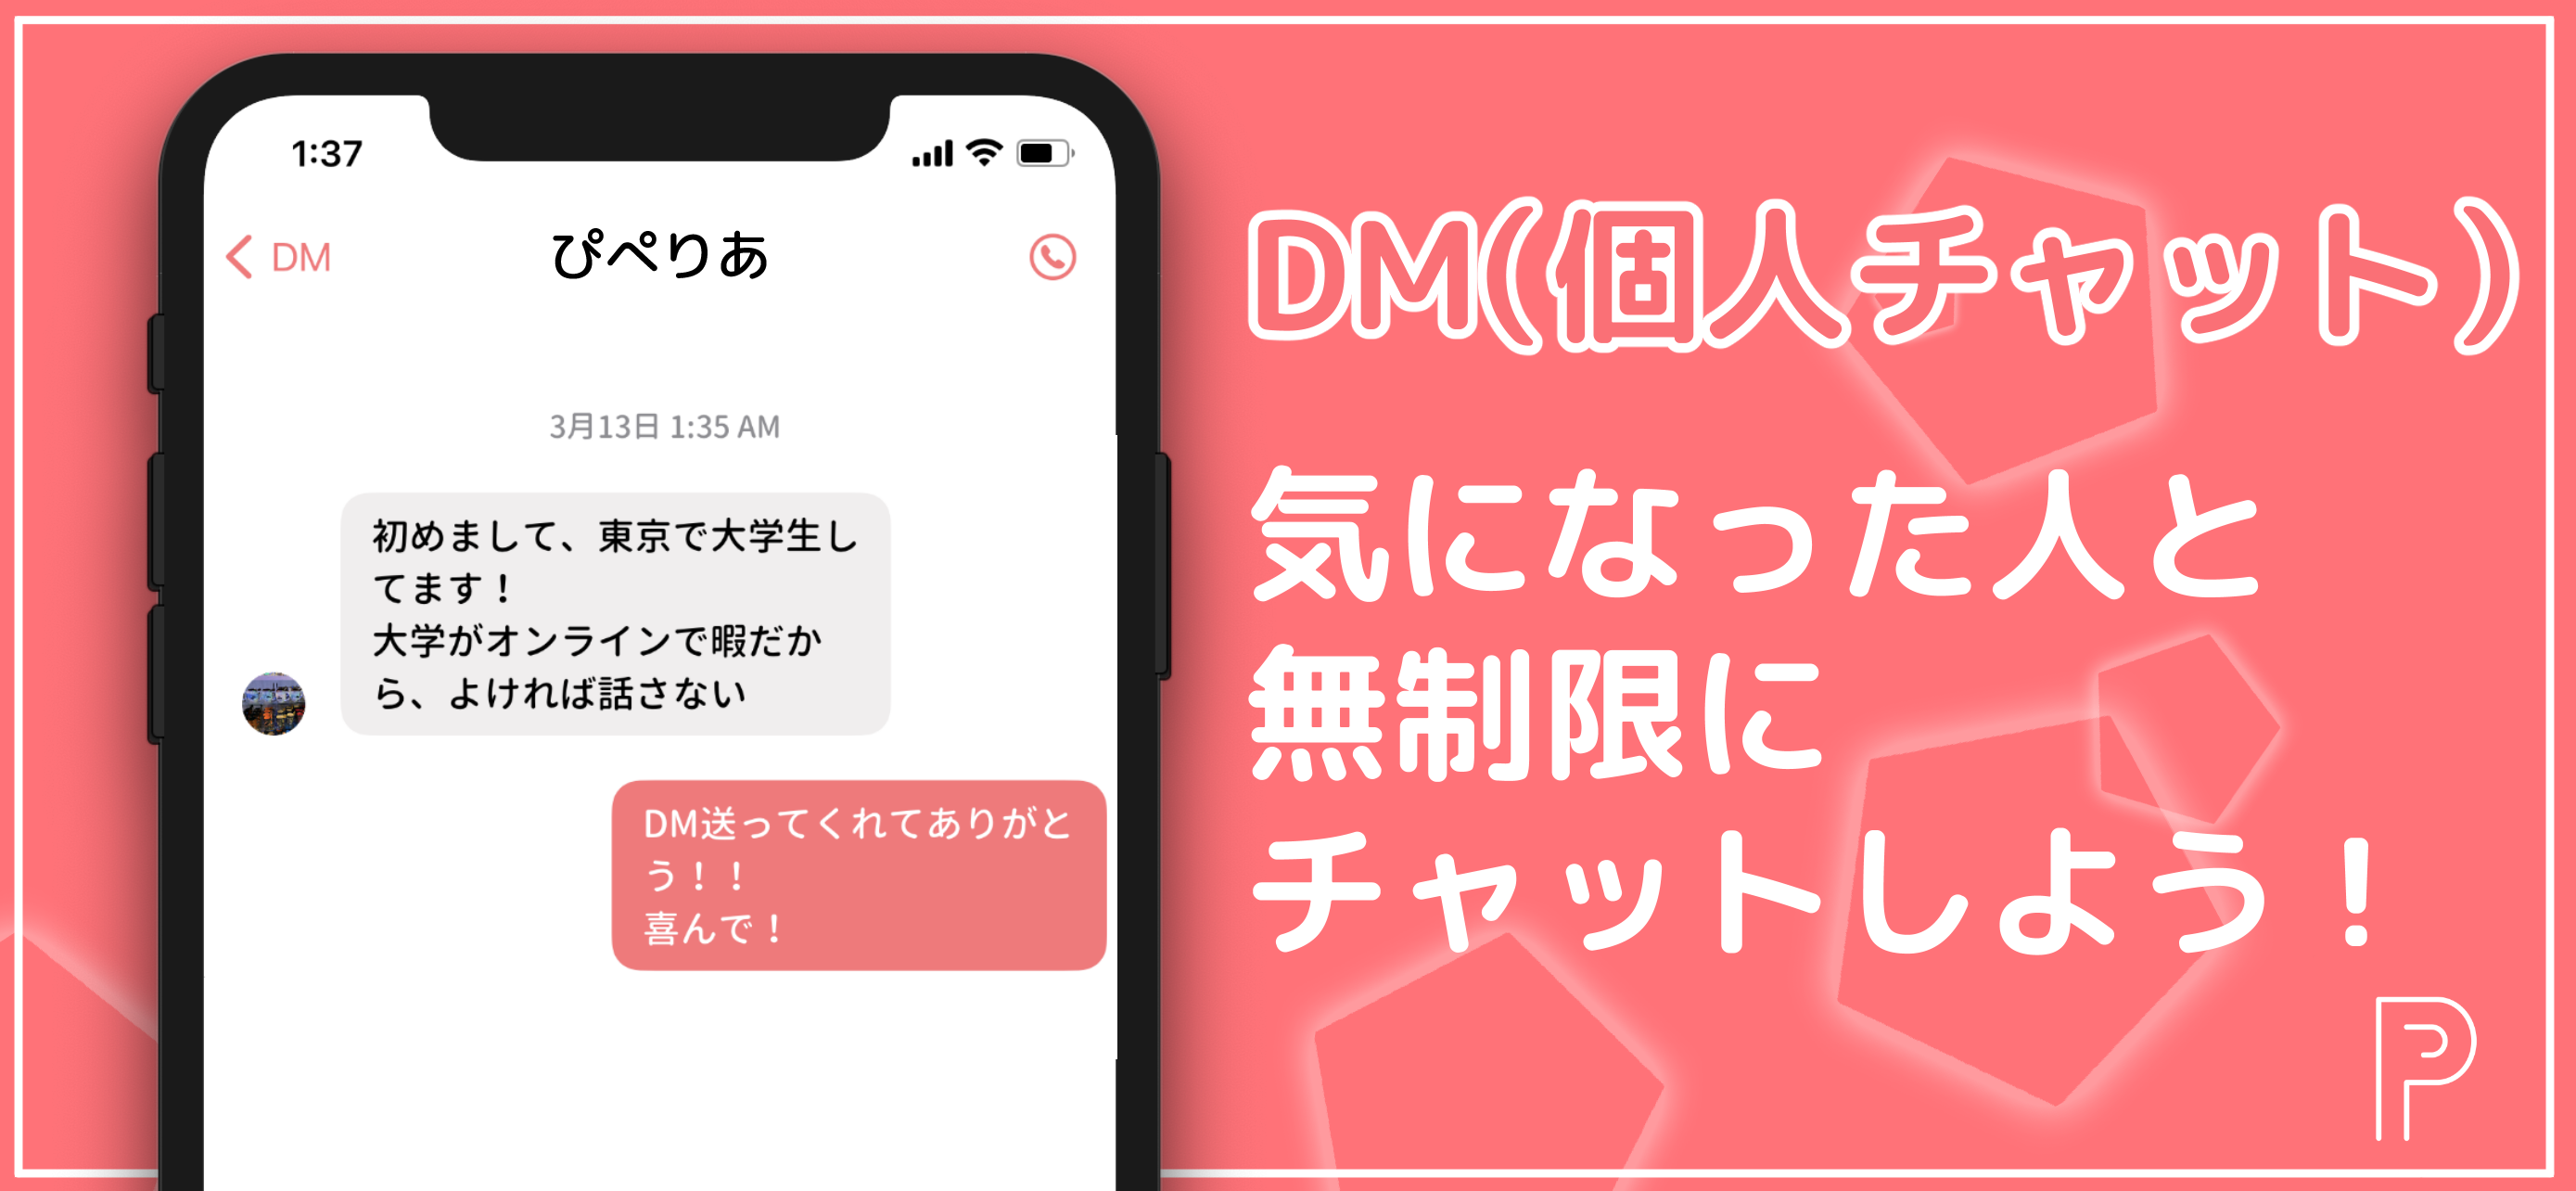 1:37
DM
ぴぺりあ
3月13日 1:35 AM
初めまして、東京で大学生し
てます！
大学がオンラインで暇だか
ら、よければ話さない
DM送ってくれてありがと
う！！
喜んで！
DM(個人チャット)
気になった人と
無制限に
チャットしよう！
P